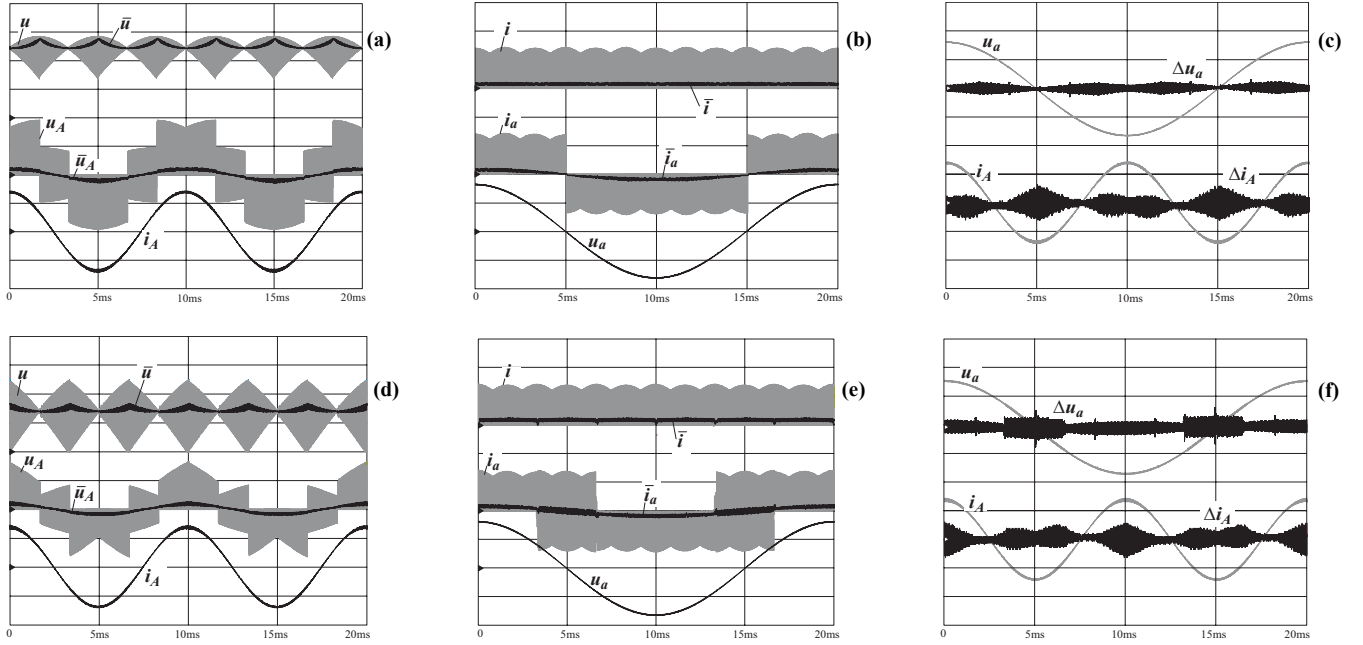 u ū (a)
u_A
ū_A
i_A
0 5ms 10ms 15ms 20ms
i (b)
ī
i_a
ī_a
u_a
0 5ms 10ms 15ms 20ms
u_a (c)
Δu_a
i_A Δi_A
0 5ms 10ms 15ms 20ms
u ū (d)
u_A
ū_A
i_A
0 5ms 10ms 15ms 20ms
i (e)
ī
i_a ī_a
u_a
0 5ms 10ms 15ms 20ms
u_a (f)
Δu_a
i_A Δi_A
0 5ms 10ms 15ms 20ms